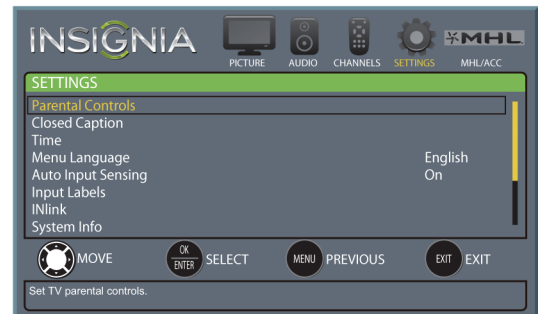 INSIGNIA
PICTURE AUDIO CHANNELS SETTINGS MHL/ACC
MHL
SETTINGS
Parental Controls
Closed Caption
Time
Menu Language English
Auto Input Sensing On
Input Labels
INlink
System Info
MOVE OK ENTER SELECT MENU PREVIOUS EXIT EXIT
Set TV parental controls.